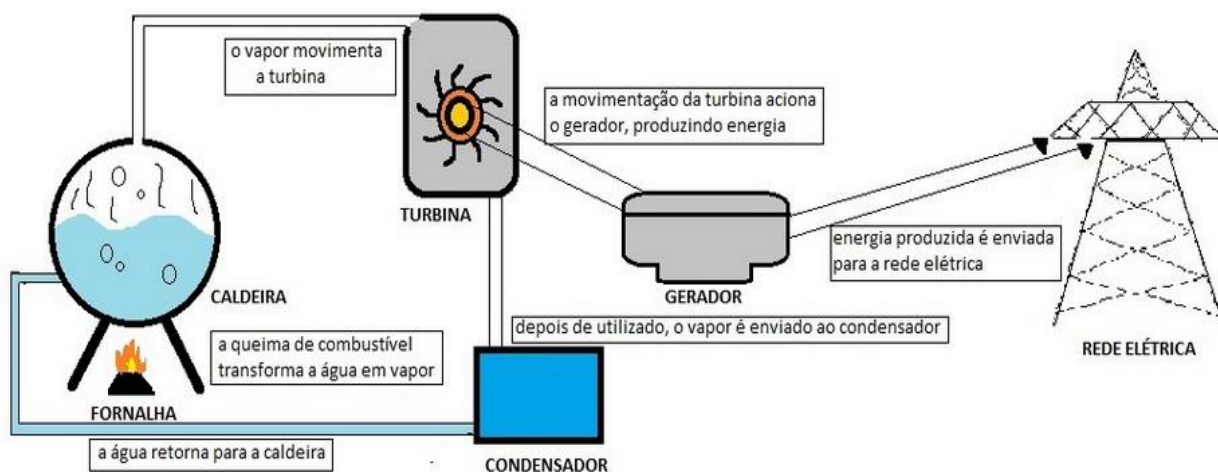 o vapor movimenta
a turbina
a movimentação da turbina aciona
o gerador, produzindo energia
TURBINA
energia produzida é enviada
para a rede elétrica
GERADOR
CALDEIRA
depois de utilizado, o vapor é enviado ao condensador
REDE ELÉTRICA
a queima de combustível
transforma a água em vapor
FORNALHA
a água retorna para a caldeira
CONDENSADOR